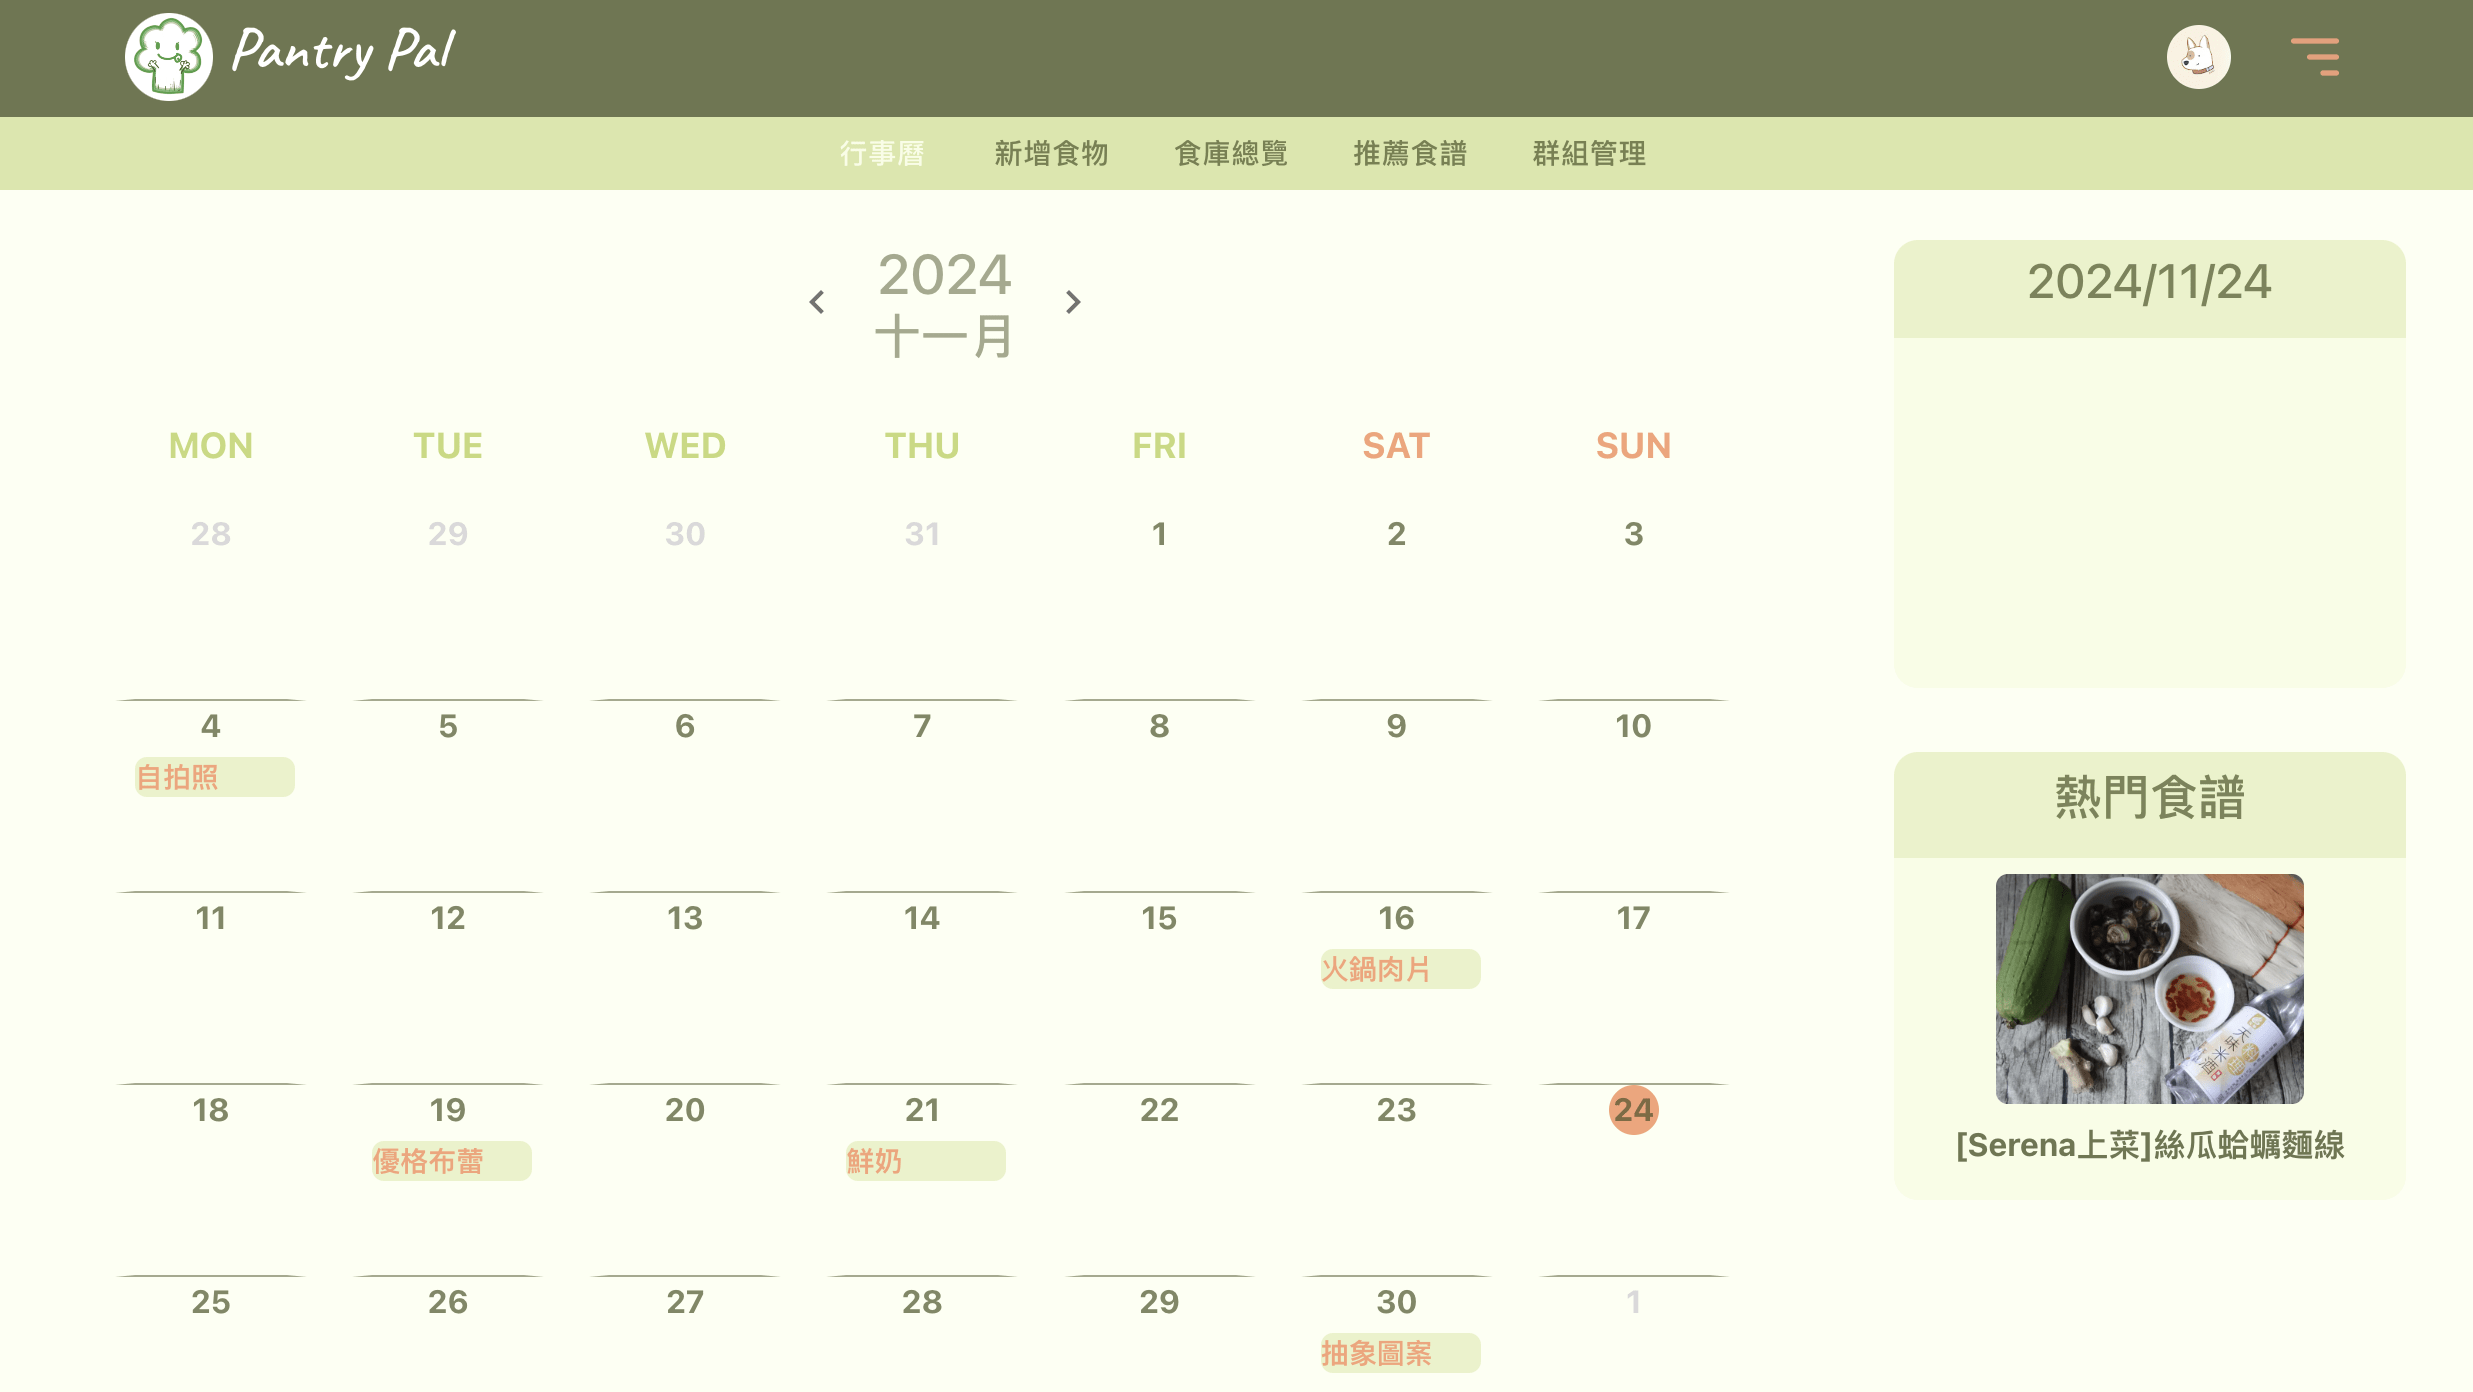 Pantry Pal
行事曆 新增食物 食庫總覽 推薦食譜 群組管理
2024
十一月
MON TUE WED THU FRI SAT SUN
28 29 30 31 1 2 3
4 5 6 7 8 9 10
自拍照
11 12 13 14 15 16 17
火鍋肉片
18 19 20 21 22 23 24
優格布蕾 鮮奶
25 26 27 28 29 30 1
抽象圖案
2024/11/24
熱門食譜
天味米酒
[Serena上菜]絲瓜蛤蠣麵線